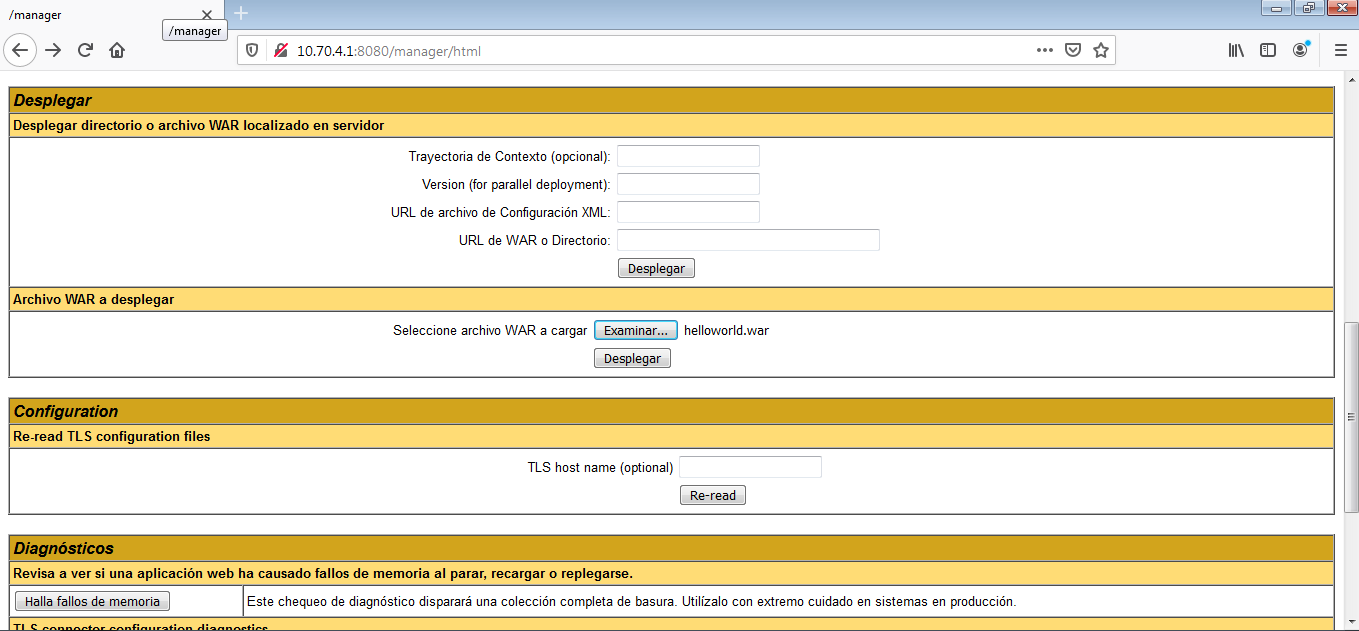 /manager
/manager
10.70.4.1:8080/manager/html
Desplegar
Desplegar directorio o archivo WAR localizado en servidor
Trayectoria de Contexto (opcional):
Version (for parallel deployment):
URL de archivo de Configuración XML:
URL de WAR o Directorio:
Desplegar
Archivo WAR a desplegar
Seleccione archivo WAR a cargar Examinar... helloworld.war
Desplegar
Configuration
Re-read TLS configuration files
TLS host name (optional)
Re-read
Diagnósticos
Revisa a ver si una aplicación web ha causado fallos de memoria al parar, recargar o replegarse.
Halla fallos de memoria Este chequeo de diagnóstico disparará una colección completa de basura. Utilízalo con extremo cuidado en sistemas en producción.
TLS connector configuration diagnostics